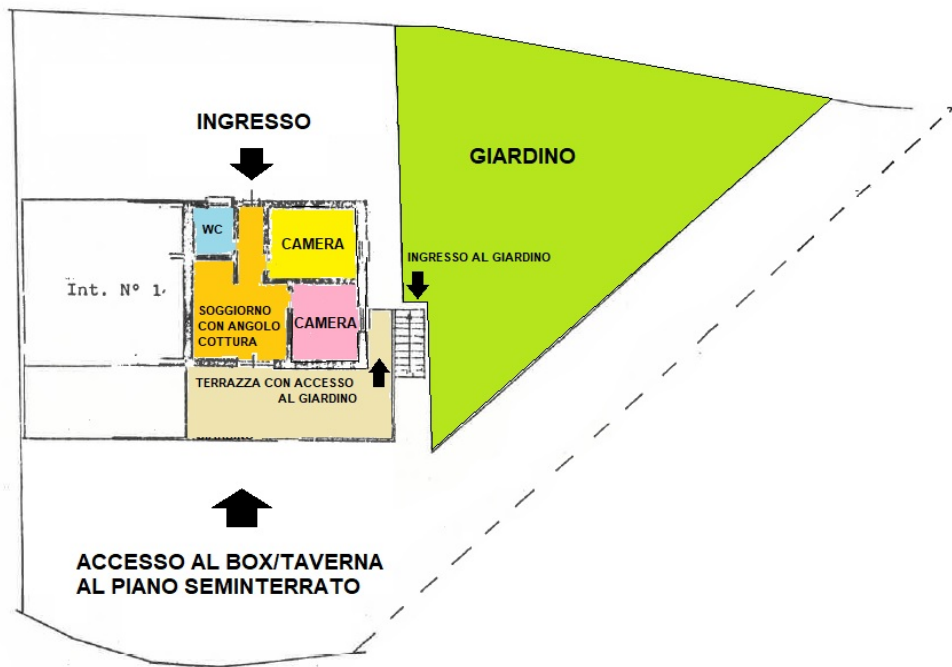 INGRESSO
GIARDINO
WC
CAMERA
INGRESSO AL GIARDINO
Int. N° 1
SOGGIORNO
CON ANGOLO
COTTURA
CAMERA
TERRAZZA CON ACCESSO
AL GIARDINO
ACCESSO AL BOX/TAVERNA
AL PIANO SEMINTERRATO